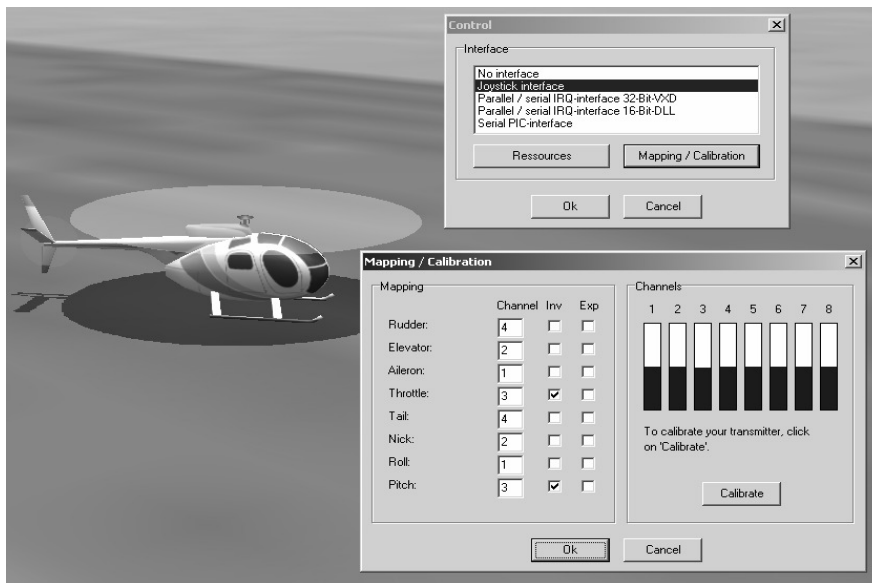 Control
Interface
No interface
Joystick interface
Parallel / serial IRQ-interface 32-Bit-VXD
Parallel / serial IRQ-interface 16-Bit-DLL
Serial PIC-interface
Ressources Mapping / Calibration
Ok Cancel
Mapping / Calibration
Mapping
Channel Inv Exp
Rudder: 4
Elevator: 2
Aileron: 1
Throttle: 3
Tail: 4
Nick: 2
Roll: 1
Pitch: 3
Channels
1 2 3 4 5 6 7 8
To calibrate your transmitter, click
on 'Calibrate'.
Calibrate
Ok Cancel